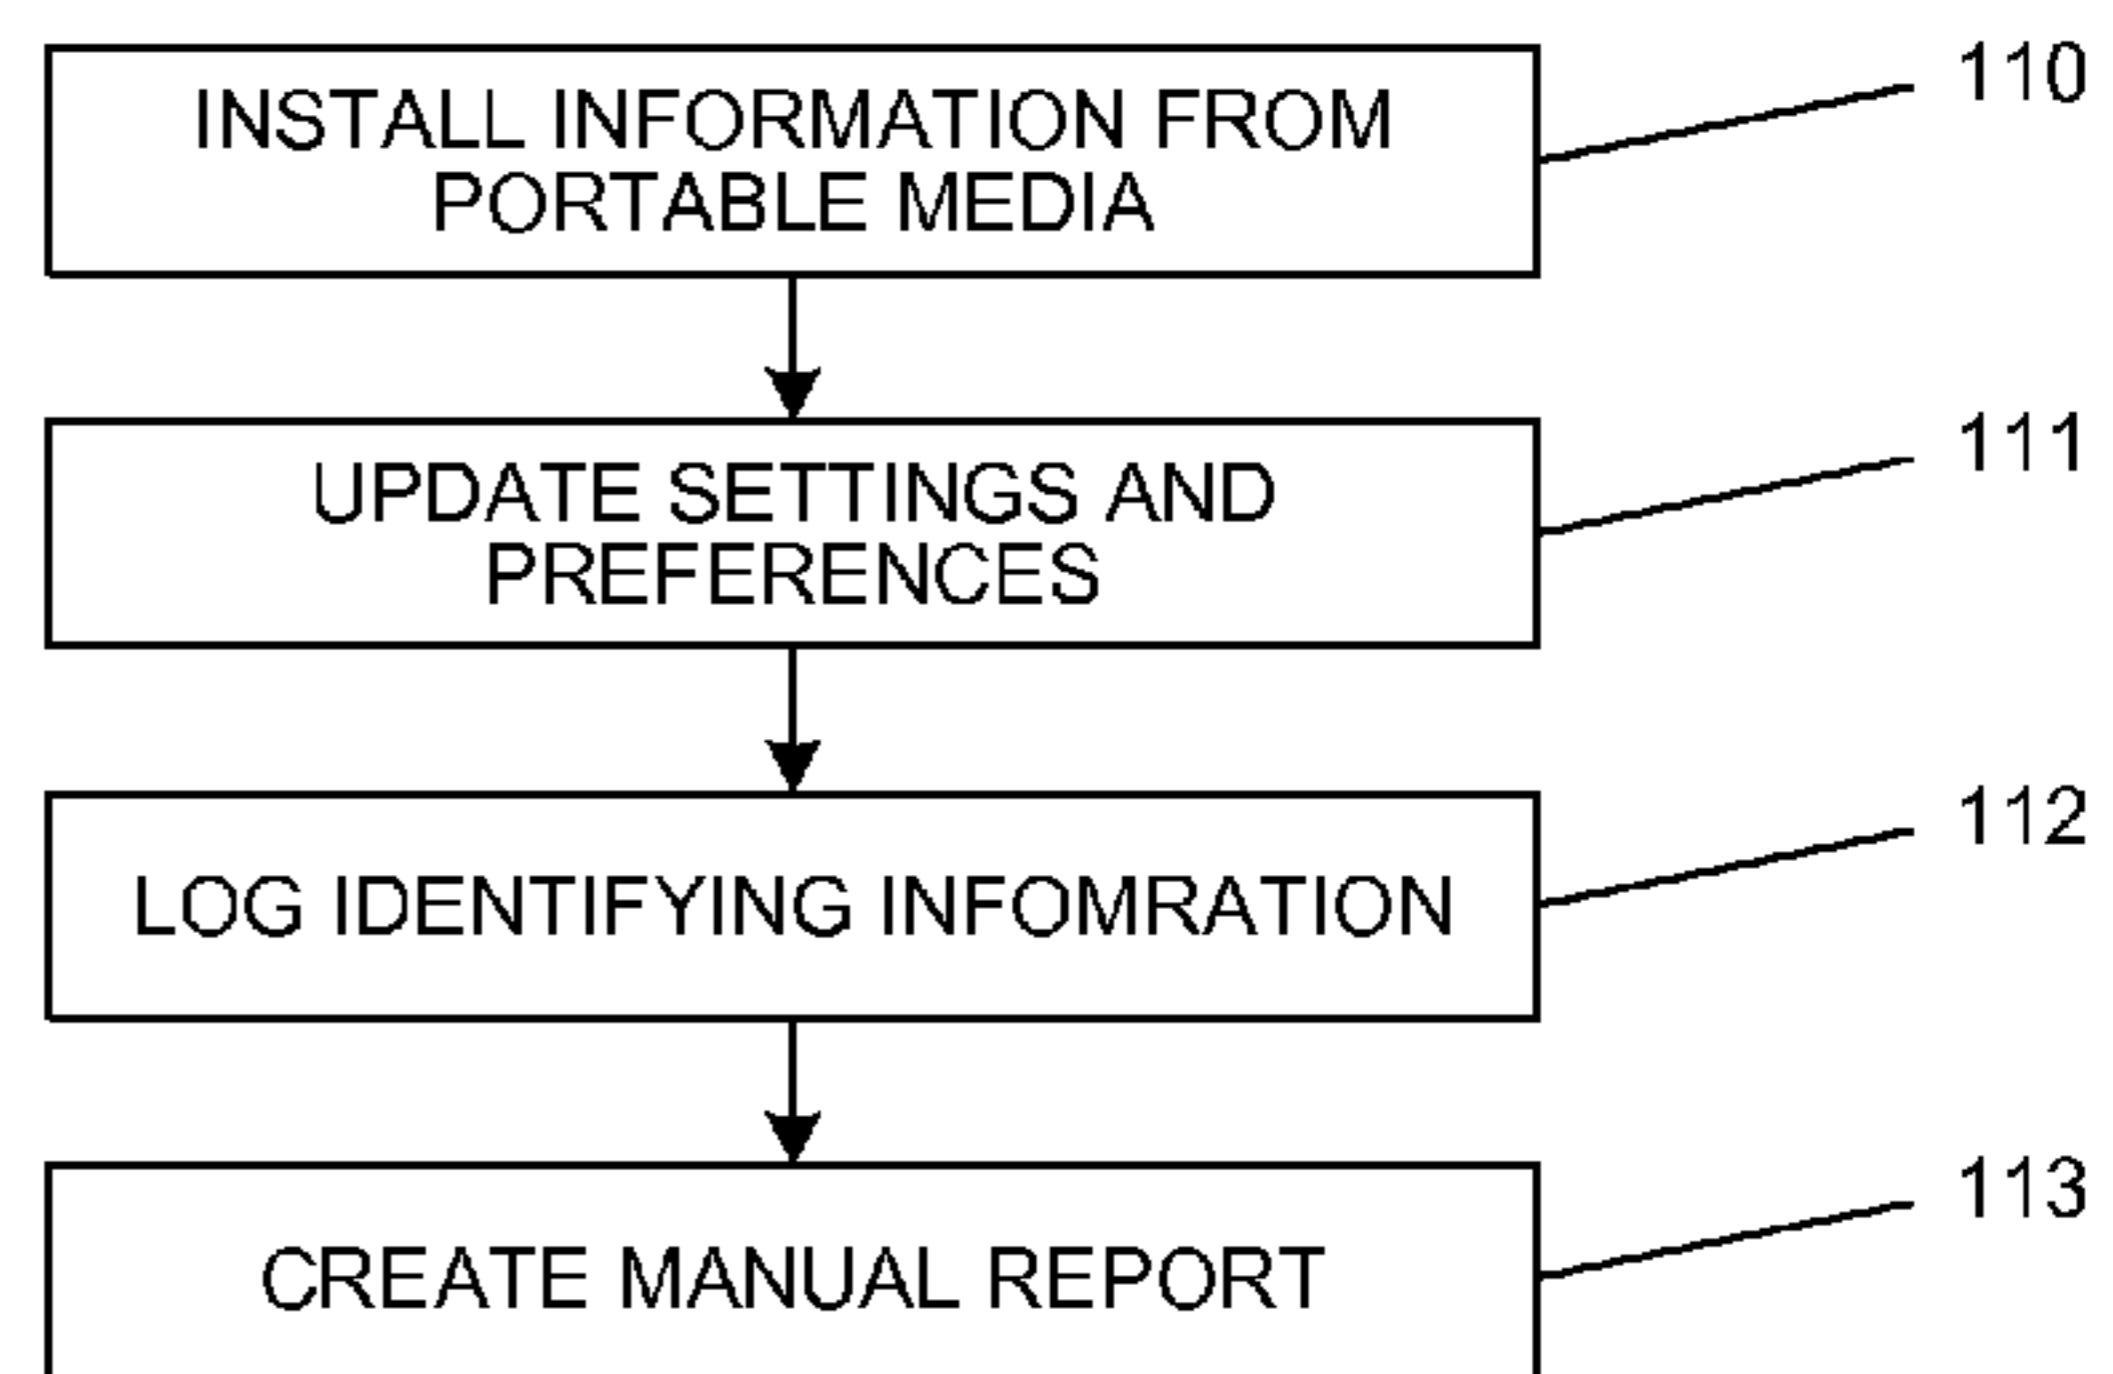 INSTALL INFORMATION FROM
PORTABLE MEDIA
110
UPDATE SETTINGS AND
PREFERENCES
111
LOG IDENTIFYING INFOMRATION
112
CREATE MANUAL REPORT
113